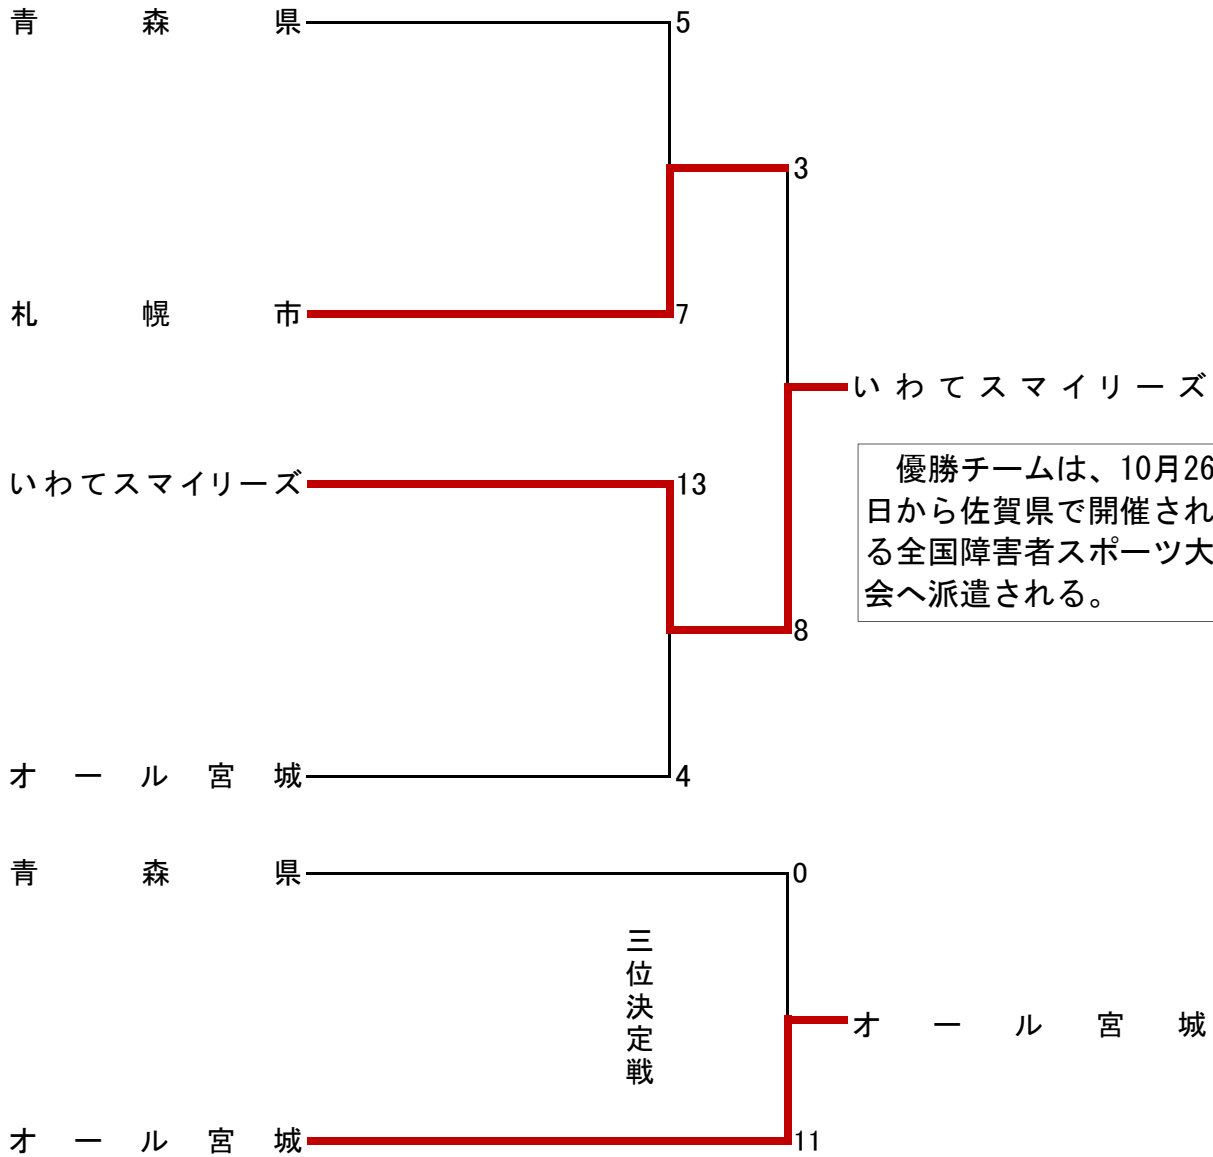 青森県
5
3
札幌市
7
いわてスマイリーズ
いわてスマイリーズ
13
優勝チームは、10月26
日から佐賀県で開催され
る全国障害者スポーツ大
会へ派遣される。
8
オール宮城
4
青森県
0
三位決定戦
オール宮城
オール宮城
11